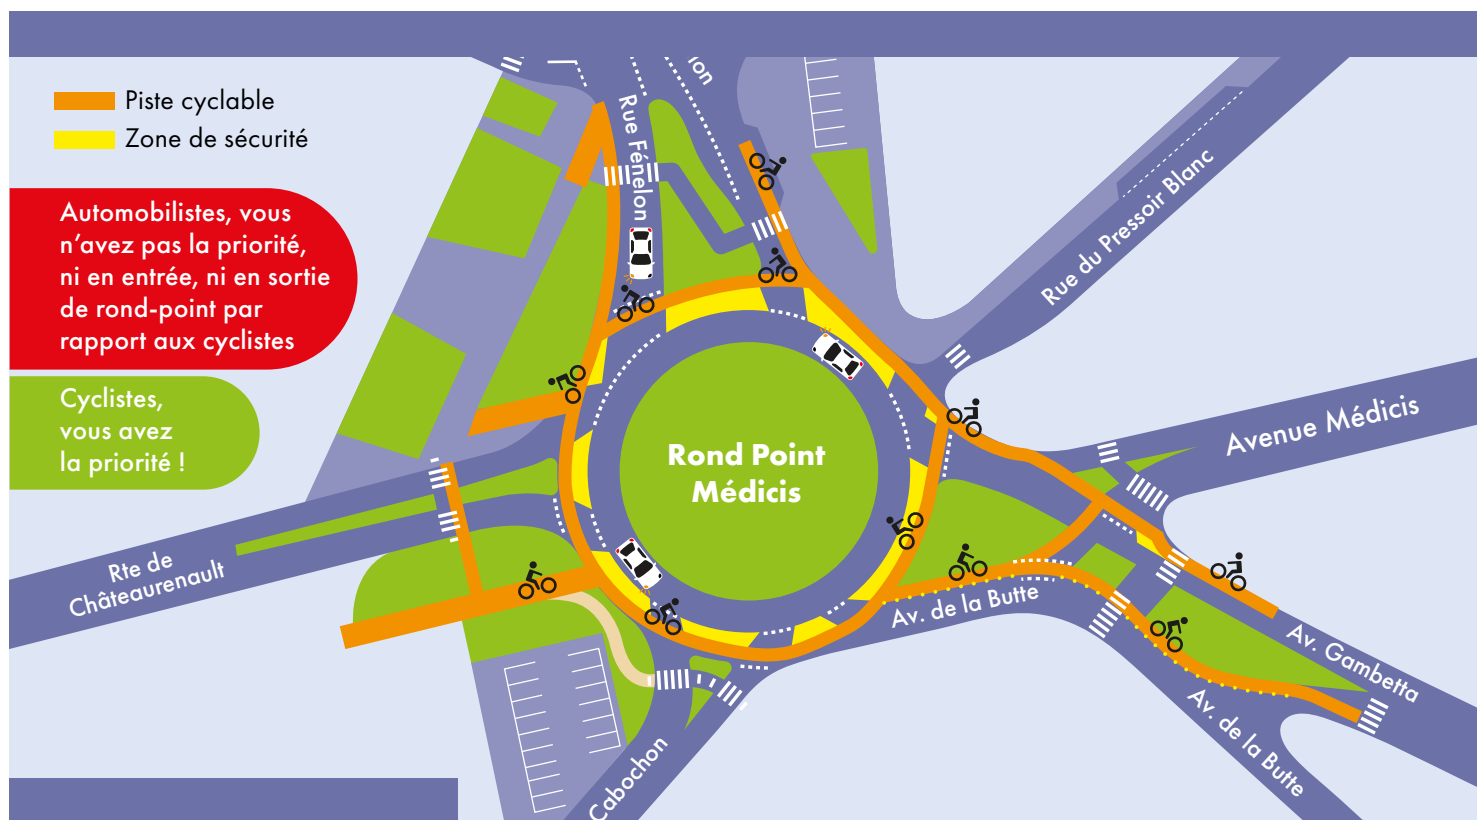 Piste cyclable
Zone de sécurité
Automobilistes, vous
n'avez pas la priorité,
ni en entrée, ni en sortie
de rond-point par
rapport aux cyclistes
Cyclistes,
vous avez
la priorité !
Rue Fénelon
Rue du Pressoir Blanc
Avenue Médicis
Rond Point
Médicis
Rte de
Châteaurenault
Av. de la Butte
Av. Gambetta
Av. de la Butte
Cabochon